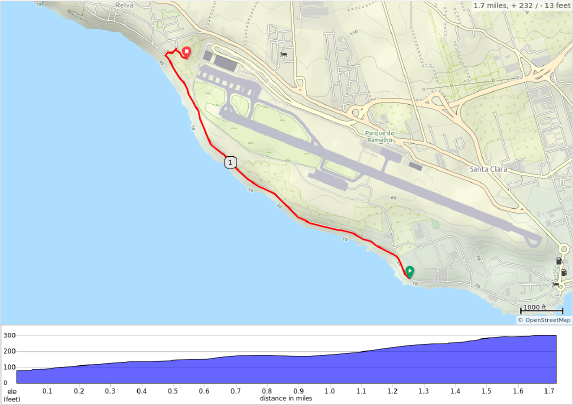 1.7 miles, + 232 / - 13 feet
Relva
Parque do
Ramalho
1
Santa Clara
1000 ft
© OpenStreetMap
300
200
100
0
ele
(feet)
0.1 0.2 0.3 0.4 0.5 0.6 0.7 0.8 0.9 1.0 1.1 1.2 1.3 1.4 1.5 1.6 1.7
distance in miles